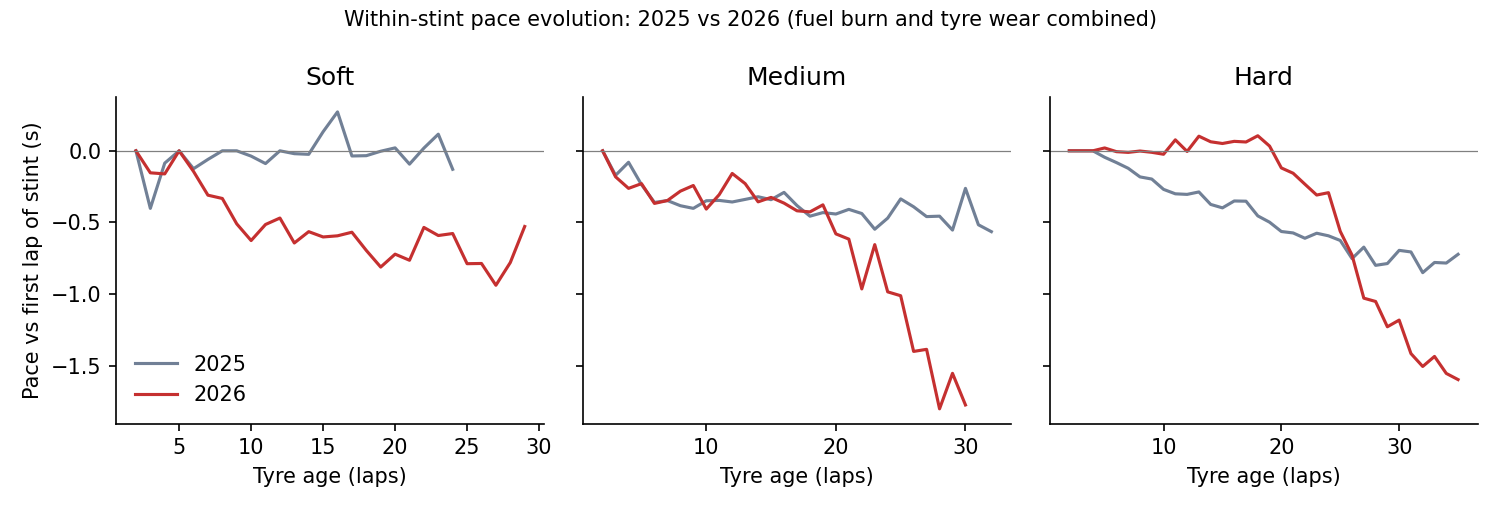 Within-stint pace evolution: 2025 vs 2026 (fuel burn and tyre wear combined)
Soft
Medium
Hard
Pace vs first lap of stint (s)
0.0
−0.5
−1.0
−1.5
2025
2026
5 10 15 20 25 30
10 20 30
10 20 30
Tyre age (laps)
Tyre age (laps)
Tyre age (laps)